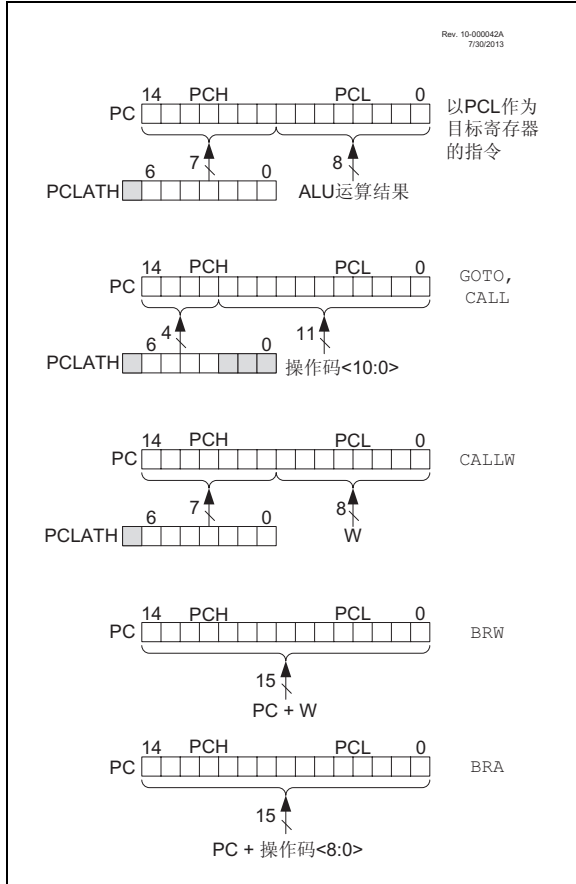 Rev. 10-000042A
7/30/2013
14 PCH PCL 0
PC
以PCL作为
目标寄存器
的指令
7 8
6 0
PCLATH
ALU运算结果
14 PCH PCL 0
PC
GOTO,
CALL
4 11
6 0
PCLATH
操作码<10:0>
14 PCH PCL 0
PC
CALLW
7 8
6 0
PCLATH
W
14 PCH PCL 0
PC
BRW
15
PC + W
14 PCH PCL 0
PC
BRA
15
PC + 操作码<8:0>